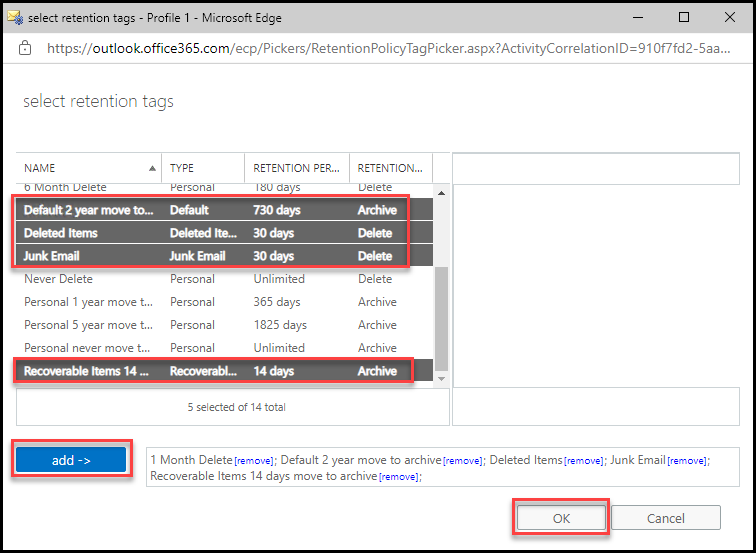 select retention tags - Profile 1 - Microsoft Edge
https://outlook.office365.com/ecp/Pickers/RetentionPolicyTagPicker.aspx?ActivityCorrelationID=910f7fd2-5aa...
select retention tags
NAME TYPE RETENTION PER... RETENTION...
6 Month Delete Personal 180 days Delete
Default 2 year move to... Default 730 days Archive
Deleted Items Deleted Ite... 30 days Delete
Junk Email Junk Email 30 days Delete
Never Delete Personal Unlimited Delete
Personal 1 year move t... Personal 365 days Archive
Personal 5 year move t... Personal 1825 days Archive
Personal never move t... Personal Unlimited Archive
Recoverable Items 14 ... Recoverabl... 14 days Archive
5 selected of 14 total
add -> 1 Month Delete[remove]; Default 2 year move to archive[remove]; Deleted Items[remove]; Junk Email[remove];
Recoverable Items 14 days move to archive[remove];
OK Cancel